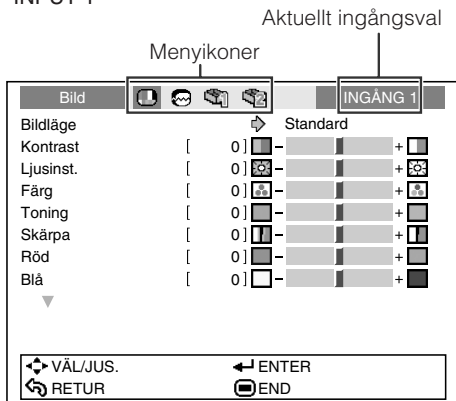 INPUT 1
Aktuellt ingångsval
Menyikoner
Bild INGÅNG 1
Bildläge Standard
Kontrast [ 0 ] - +
Ljusinst. [ 0 ] - +
Färg [ 0 ] - +
Toning [ 0 ] - +
Skärpa [ 0 ] - +
Röd [ 0 ] - +
Blå [ 0 ] - +
VÄL/JUS. ENTER
RETUR END